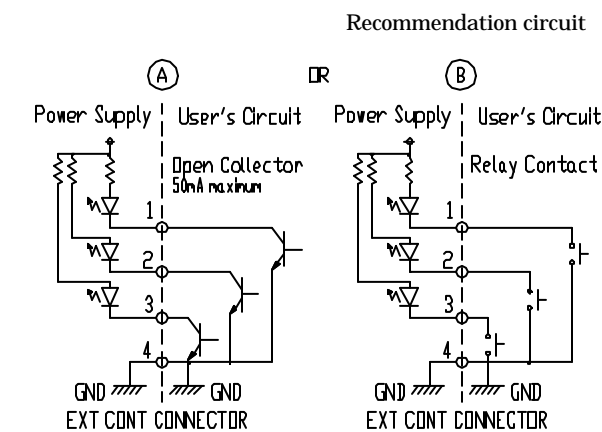 Recommendation circuit
A OR B
Power Supply User's Circuit
Open Collector
50mA maximum
1
2
3
4
GND GND
EXT CONT CONNECTOR
Power Supply User's Circuit
Relay Contact
1
2
3
4
GND GND
EXT CONT CONNECTOR